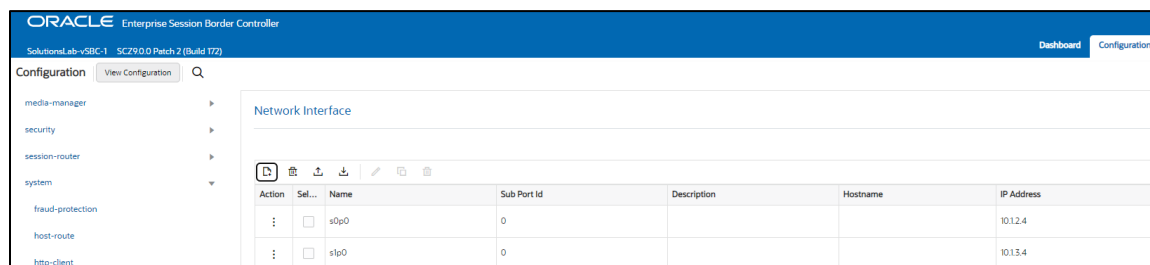 ORACLE Enterprise Session Border Controller
SolutionsLab-vSBC-1 SCZ9.0.0 Patch 2 (Build 172)
Dashboard Configuration
Configuration View Configuration
media-manager
Network Interface
security
session-router
system
Action Sel... Name Sub Port Id Description Hostname IP Address
fraud-protection
s0p0 0 10.1.2.4
host-route
s1p0 0 10.1.3.4
http-client